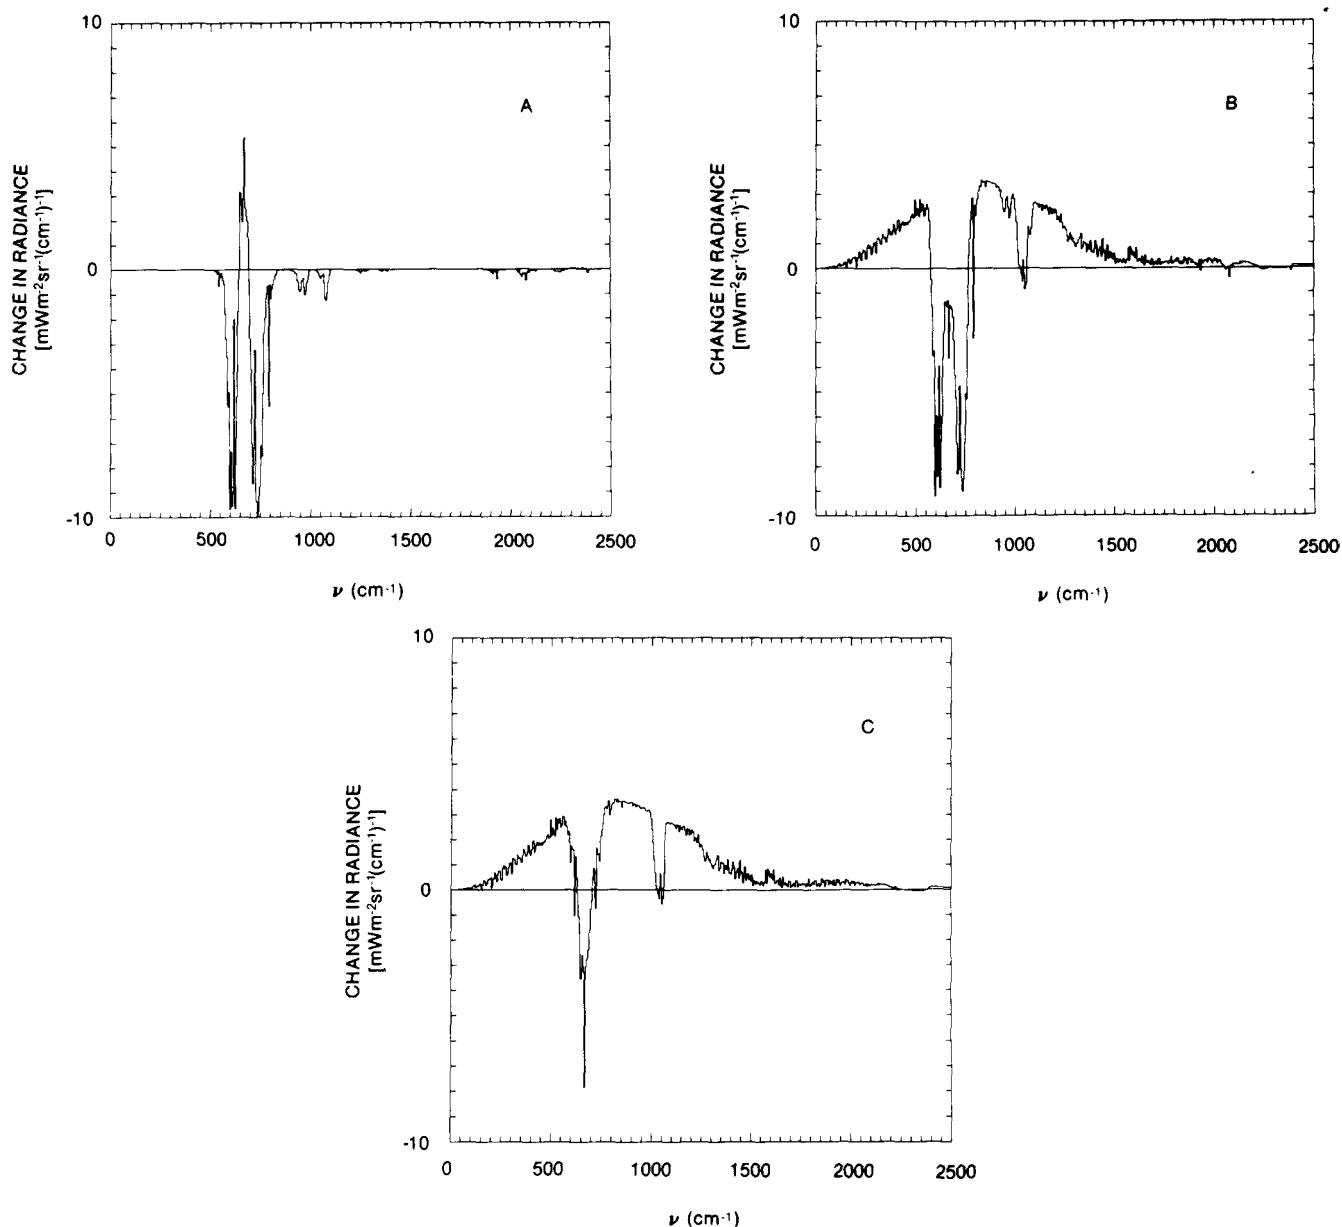 10
A
CHANGE IN RADIANCE
[mWm-2sr-1(cm-1)-1]
0
-10
0 500 1000 1500 2000 2500
ν (cm-1)
10
B
CHANGE IN RADIANCE
[mWm-2sr-1(cm-1)-1]
0
-10
0 500 1000 1500 2000 2500
ν (cm-1)
10
C
CHANGE IN RADIANCE
[mWm-2sr-1(cm-1)-1]
0
-10
0 500 1000 1500 2000 2500
ν (cm-1)